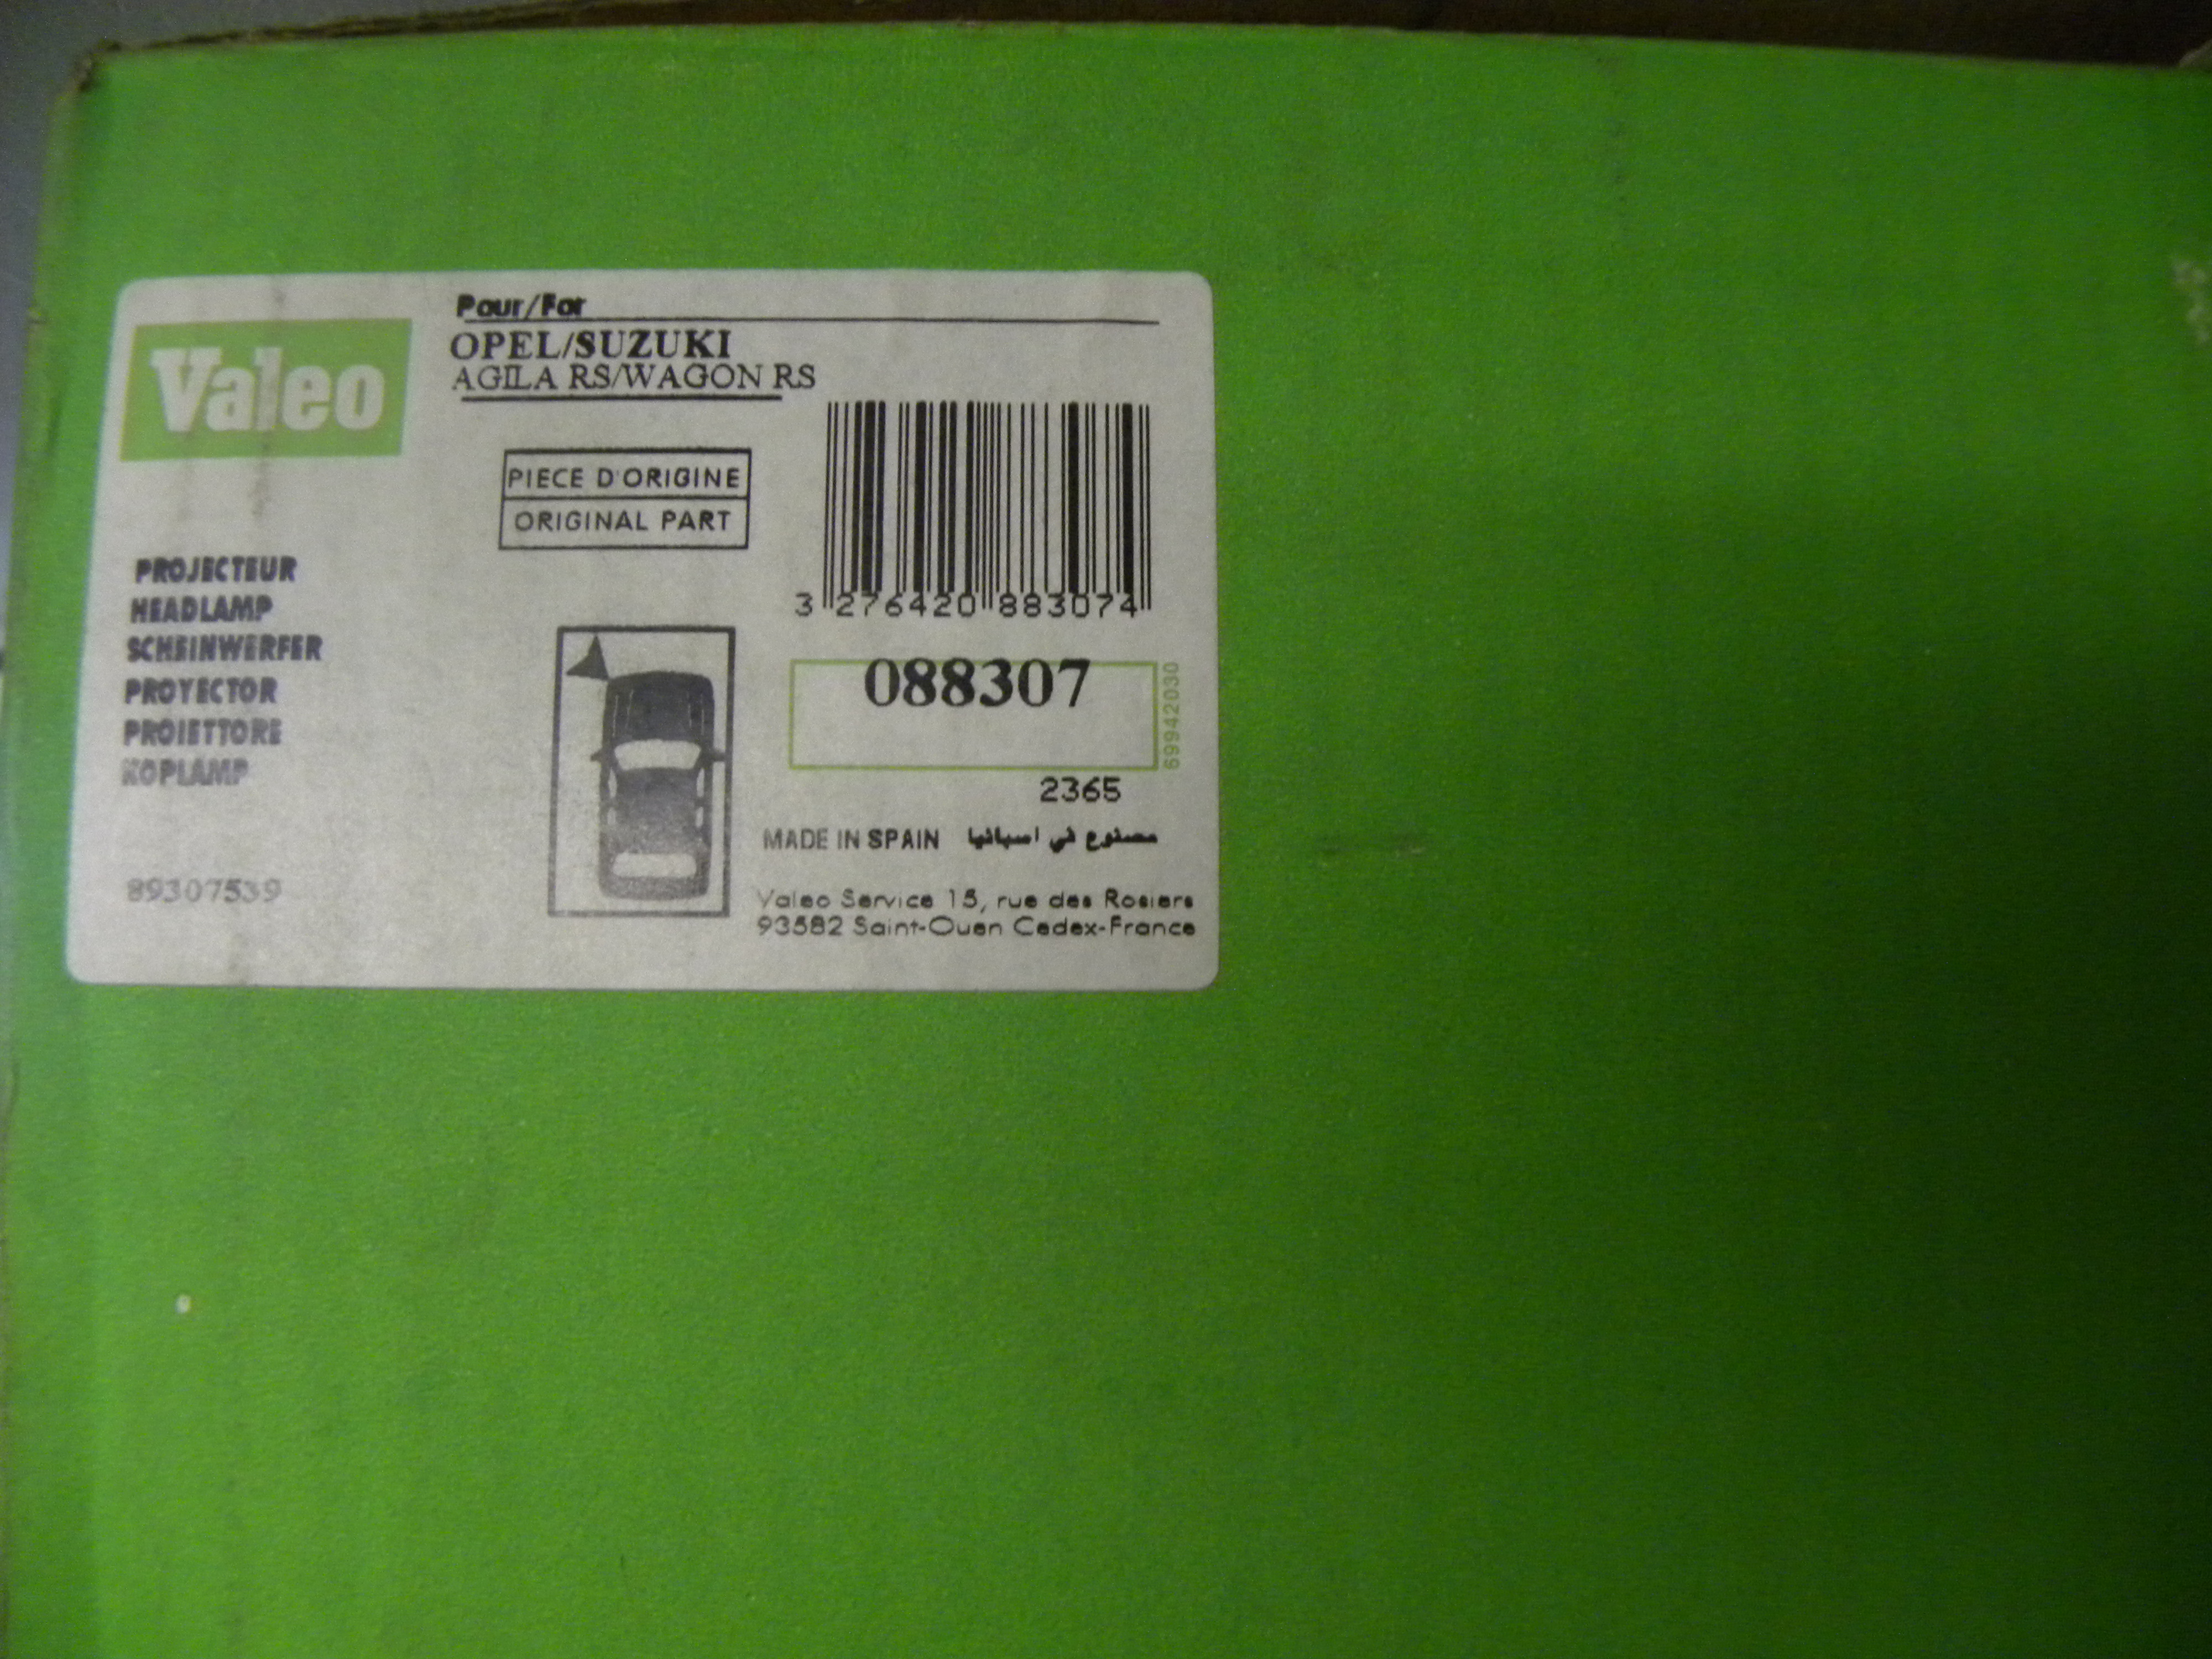 Valeo
Pour/For
OPEL/SUZUKI
AGILA RS/WAGON RS
PIECE D'ORIGINE
ORIGINAL PART
3 276420 883074
PROJECTEUR
HEADLAMP
SCHEINWERFER
PROYECTOR
PROIETTORE
KOPLAMP
088307
69942030
2365
MADE IN SPAIN مصنوع في اسبانيا
89307539
Valeo Service 15, rue des Rosiers
93582 Saint-Ouen Cedex-France